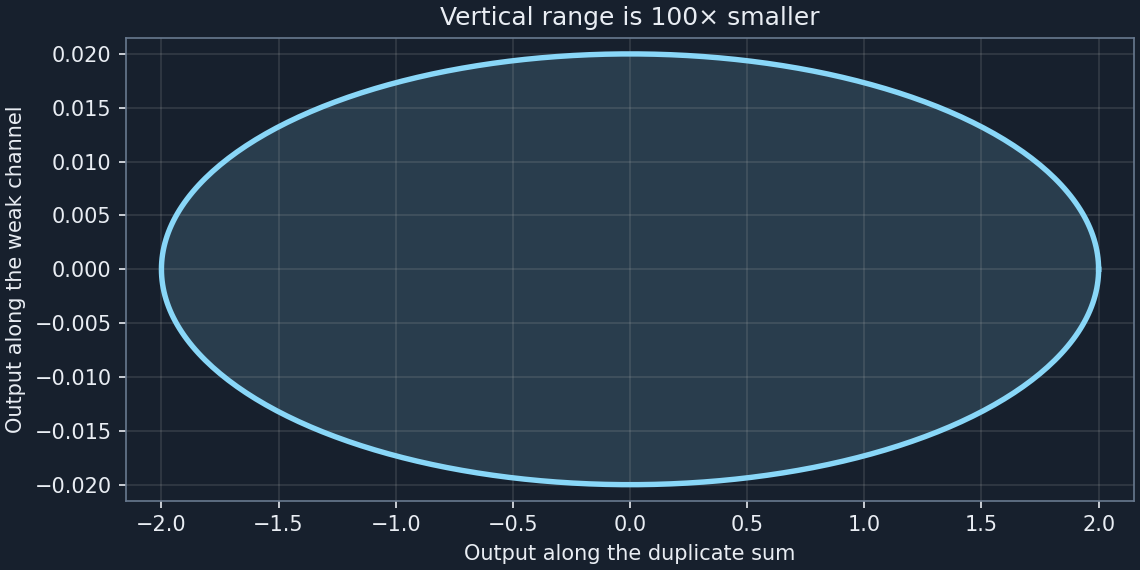 Vertical range is 100× smaller
Output along the weak channel
0.020
0.015
0.010
0.005
0.000
−0.005
−0.010
−0.015
−0.020
−2.0 −1.5 −1.0 −0.5 0.0 0.5 1.0 1.5 2.0
Output along the duplicate sum